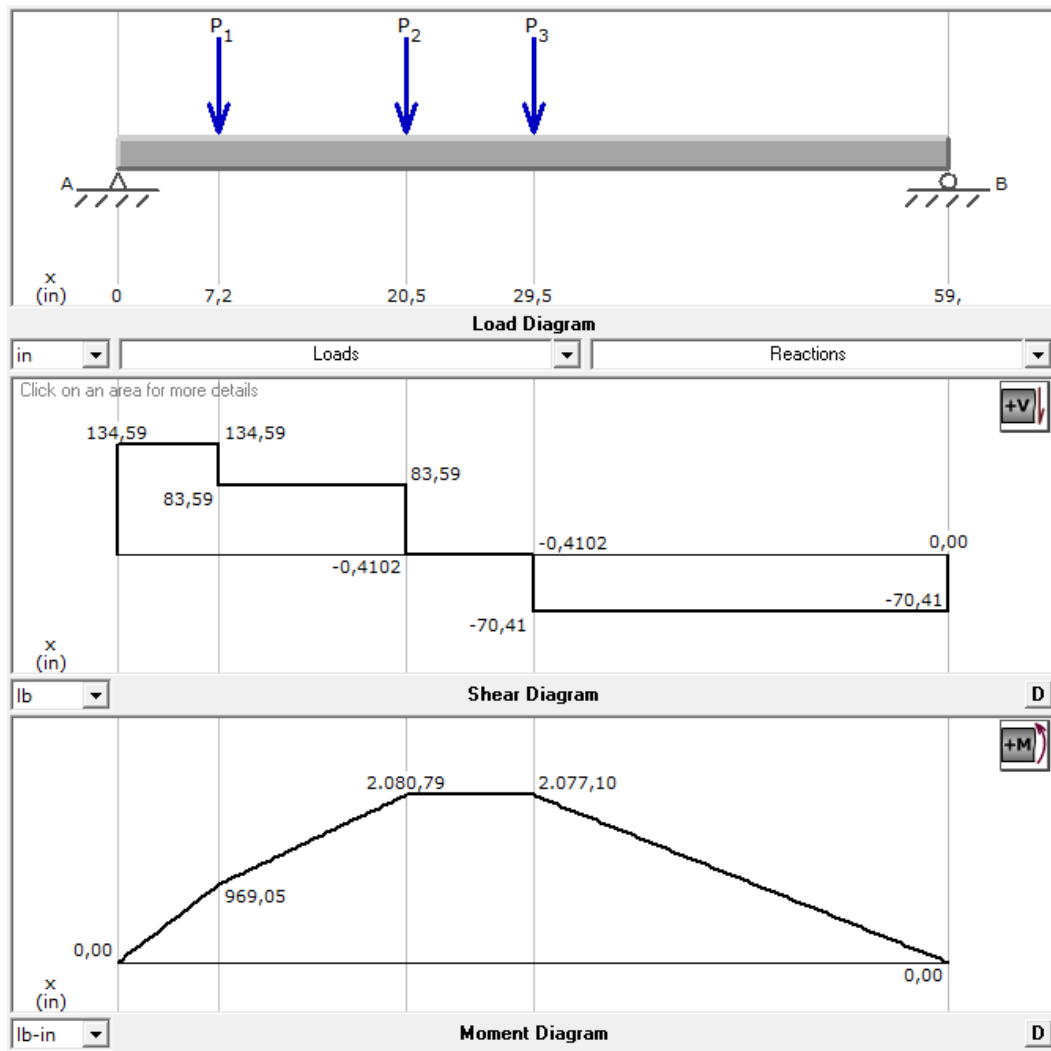 P1 P2 P3
A B
x
(in) 0 7,2 20,5 29,5 59,
Load Diagram
in Loads Reactions
Click on an area for more details
+V
134,59 134,59
83,59 83,59
-0,4102 -0,4102 0,00
-70,41 -70,41
x
(in)
lb Shear Diagram D
+M
2.080,79 2.077,10
969,05
0,00 0,00
x
(in)
lb-in Moment Diagram D